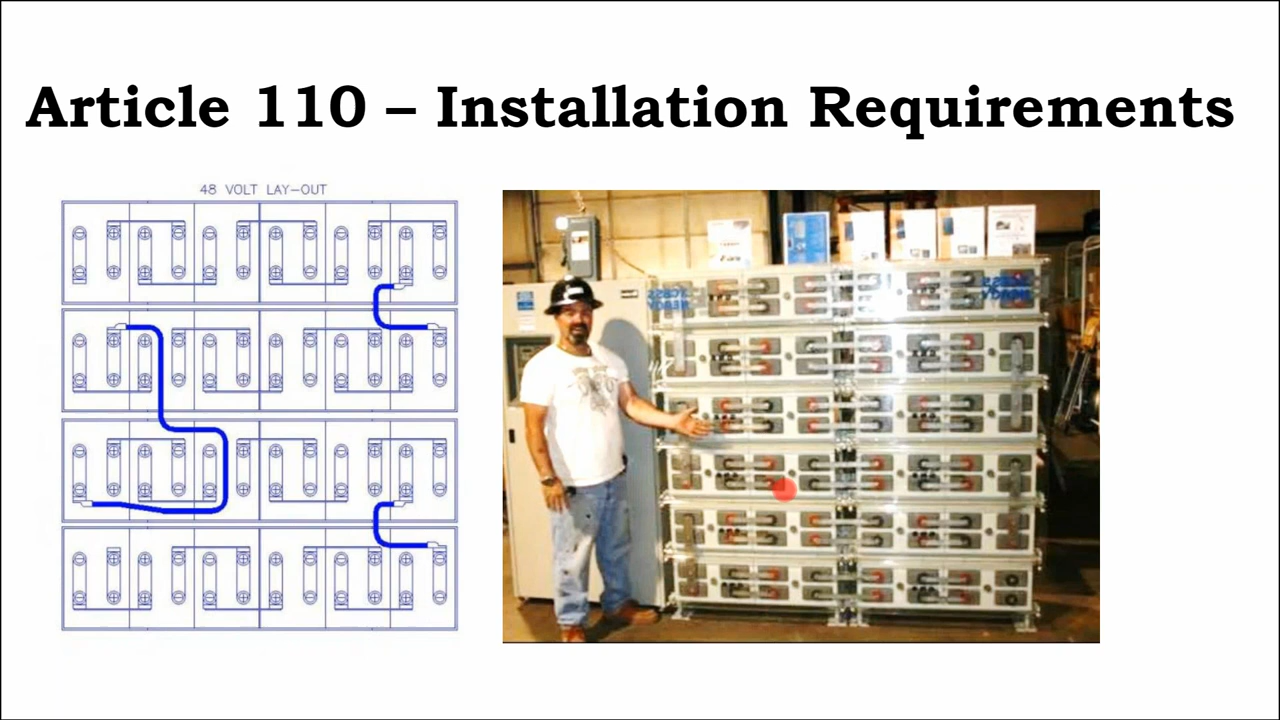 Article 110 – Installation Requirements
48 VOLT LAY-OUT